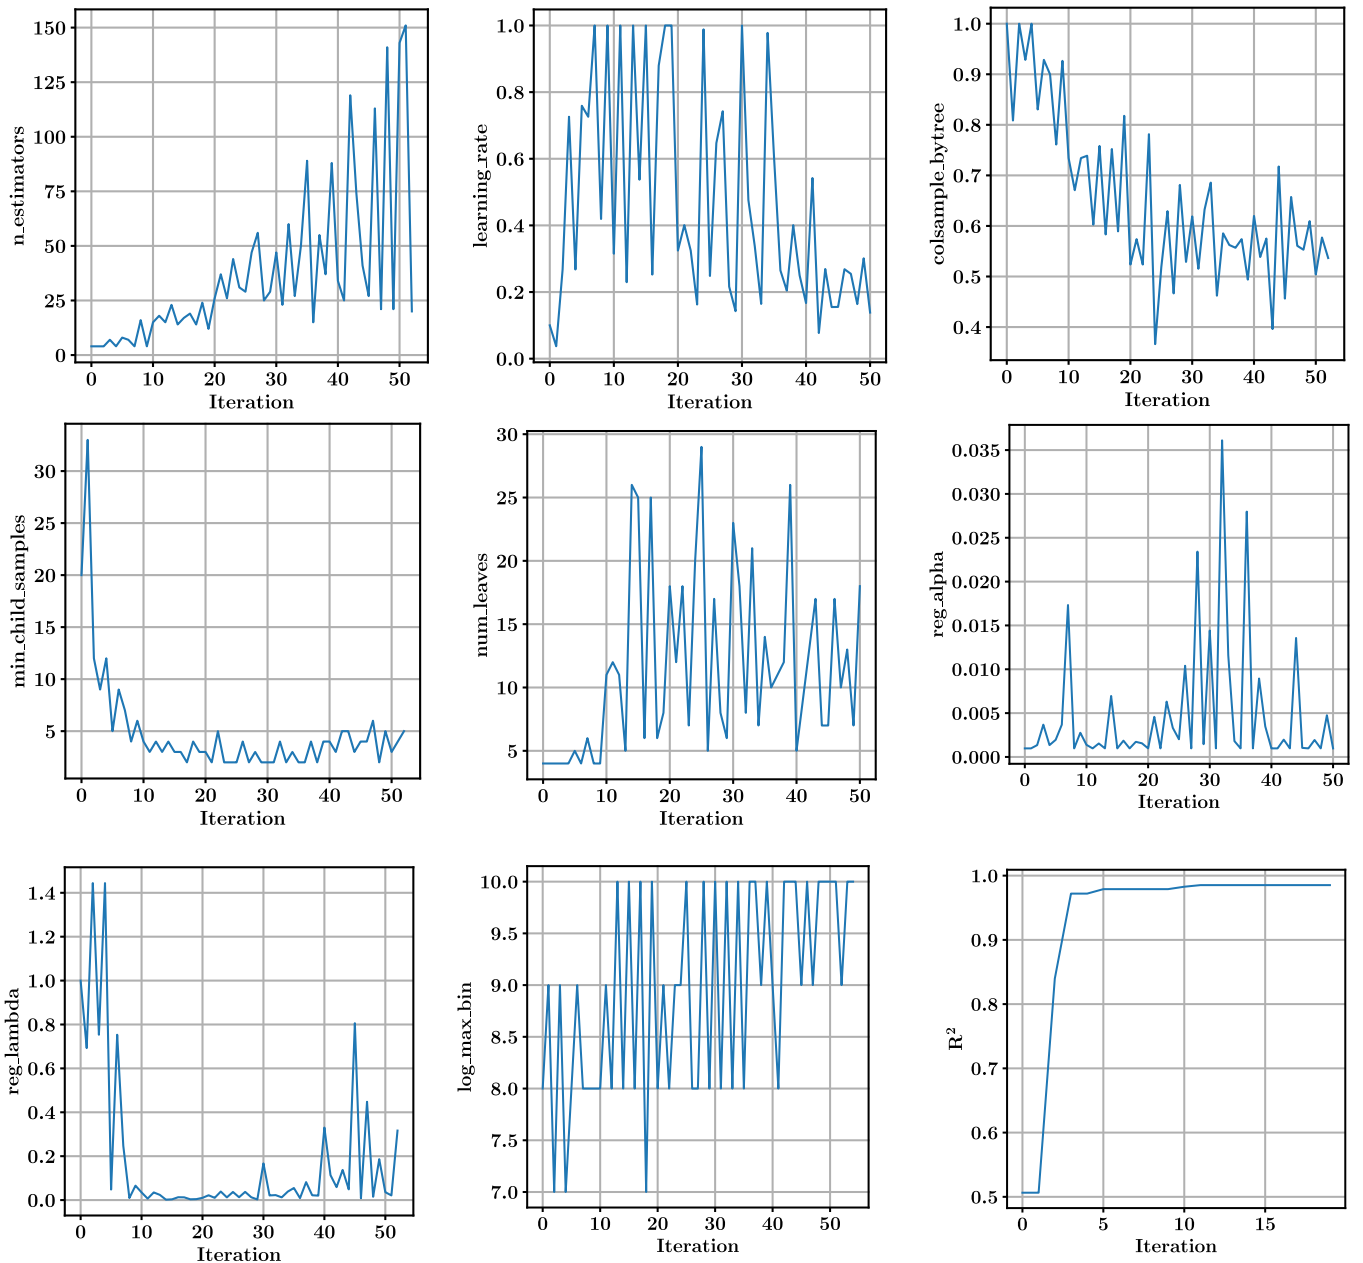 n_estimators
150
125
100
75
50
25
0
0 10 20 30 40 50
Iteration
learning_rate
1.0
0.8
0.6
0.4
0.2
0.0
0 10 20 30 40 50
Iteration
colsample_bytree
1.0
0.9
0.8
0.7
0.6
0.5
0.4
0 10 20 30 40 50
Iteration
min_child_samples
30
25
20
15
10
5
0 10 20 30 40 50
Iteration
num_leaves
30
25
20
15
10
5
0 10 20 30 40 50
Iteration
reg_alpha
0.035
0.030
0.025
0.020
0.015
0.010
0.005
0.000
0 10 20 30 40 50
Iteration
reg_lambda
1.4
1.2
1.0
0.8
0.6
0.4
0.2
0.0
0 10 20 30 40 50
Iteration
log_max_bin
10.0
9.5
9.0
8.5
8.0
7.5
7.0
0 10 20 30 40 50
Iteration
R²
1.0
0.9
0.8
0.7
0.6
0.5
0 5 10 15
Iteration